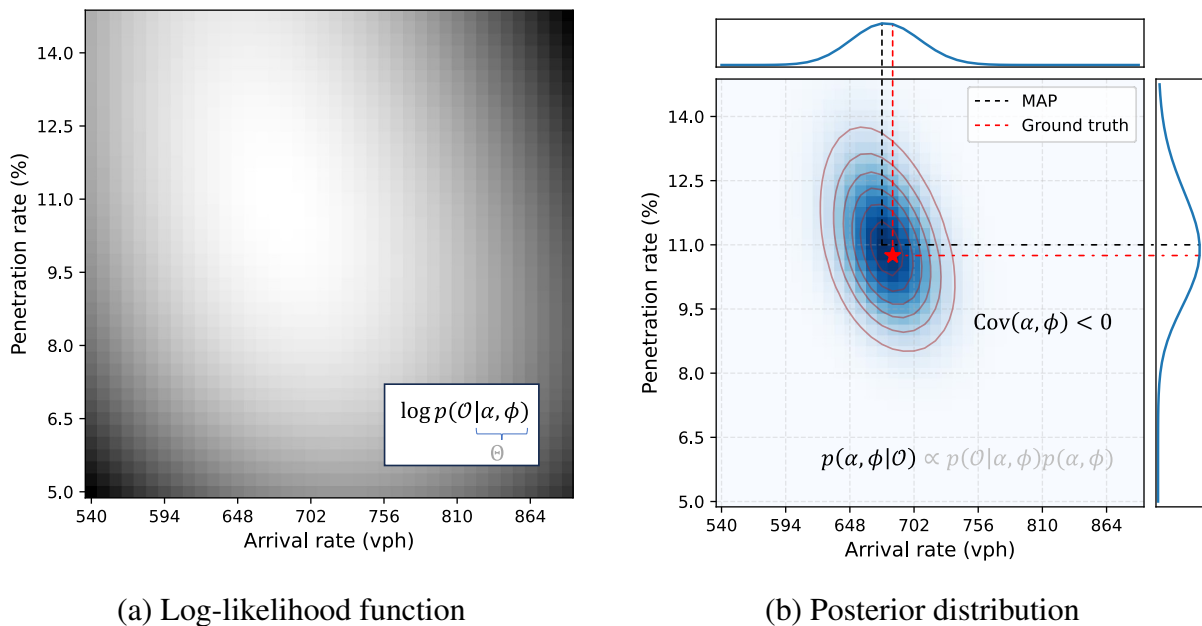 14.0
12.5
11.0
9.5
8.0
6.5
5.0
Penetration rate (%)
log p(𝒪|α, ϕ)
Θ
540 594 648 702 756 810 864
Arrival rate (vph)
(a) Log-likelihood function
MAP
Ground truth
14.0
12.5
11.0
9.5
8.0
6.5
5.0
Penetration rate (%)
Cov(α, ϕ) < 0
p(α, ϕ|𝒪) ∝ p(𝒪|α, ϕ)p(α, ϕ)
540 594 648 702 756 810 864
Arrival rate (vph)
(b) Posterior distribution